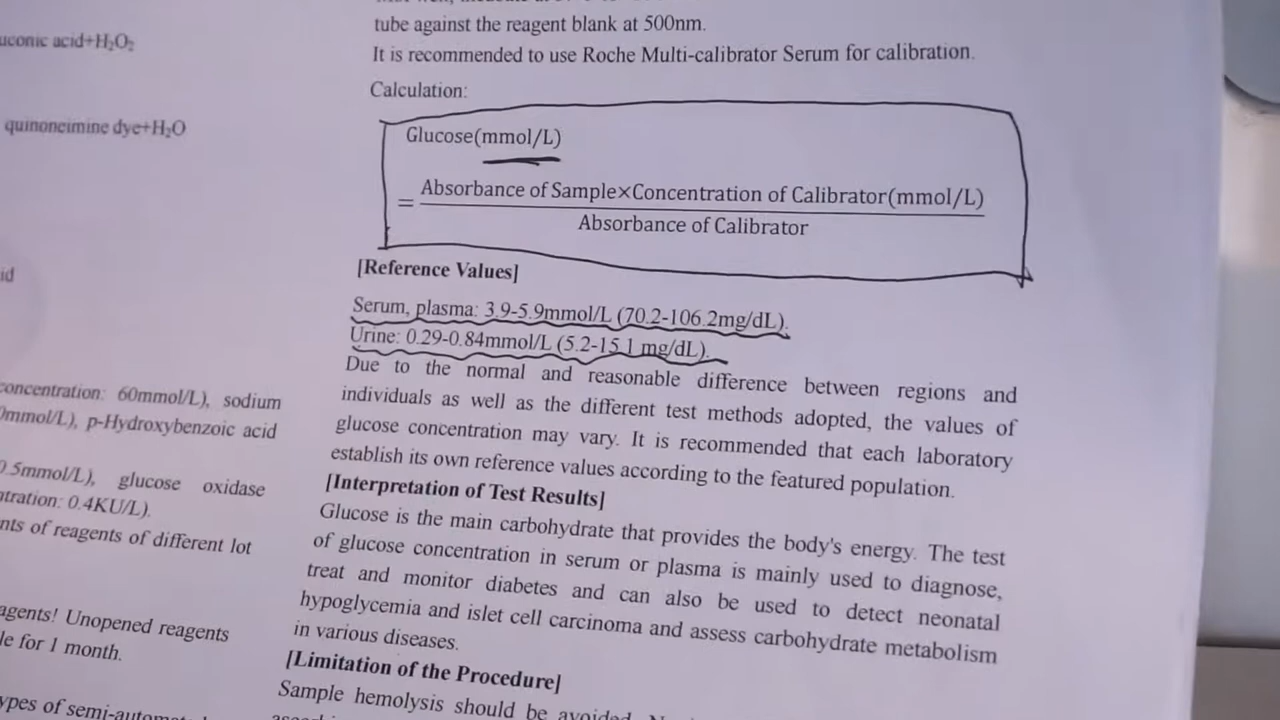 uconic acid+H₂O₂
quinoneimine dye+H₂O
id
concentration: 60mmol/L), sodium
0mmol/L), p-Hydroxybenzoic acid
0.5mmol/L), glucose oxidase
ntration: 0.4KU/L).
nts of reagents of different lot
agents! Unopened reagents
le for 1 month.
ypes of semi-automat
tube against the reagent blank at 500nm.
It is recommended to use Roche Multi-calibrator Serum for calibration.
Calculation:
Glucose(mmol/L)
= Absorbance of Sample×Concentration of Calibrator(mmol/L)
Absorbance of Calibrator
[Reference Values]
Serum, plasma: 3.9-5.9mmol/L (70.2-106.2mg/dL).
Urine: 0.29-0.84mmol/L (5.2-15.1 mg/dL).
Due to the normal and reasonable difference between regions and
individuals as well as the different test methods adopted, the values of
glucose concentration may vary. It is recommended that each laboratory
establish its own reference values according to the featured population.
[Interpretation of Test Results]
Glucose is the main carbohydrate that provides the body's energy. The test
of glucose concentration in serum or plasma is mainly used to diagnose,
treat and monitor diabetes and can also be used to detect neonatal
hypoglycemia and islet cell carcinoma and assess carbohydrate metabolism
in various diseases.
[Limitation of the Procedure]
Sample hemolysis should be avoided.